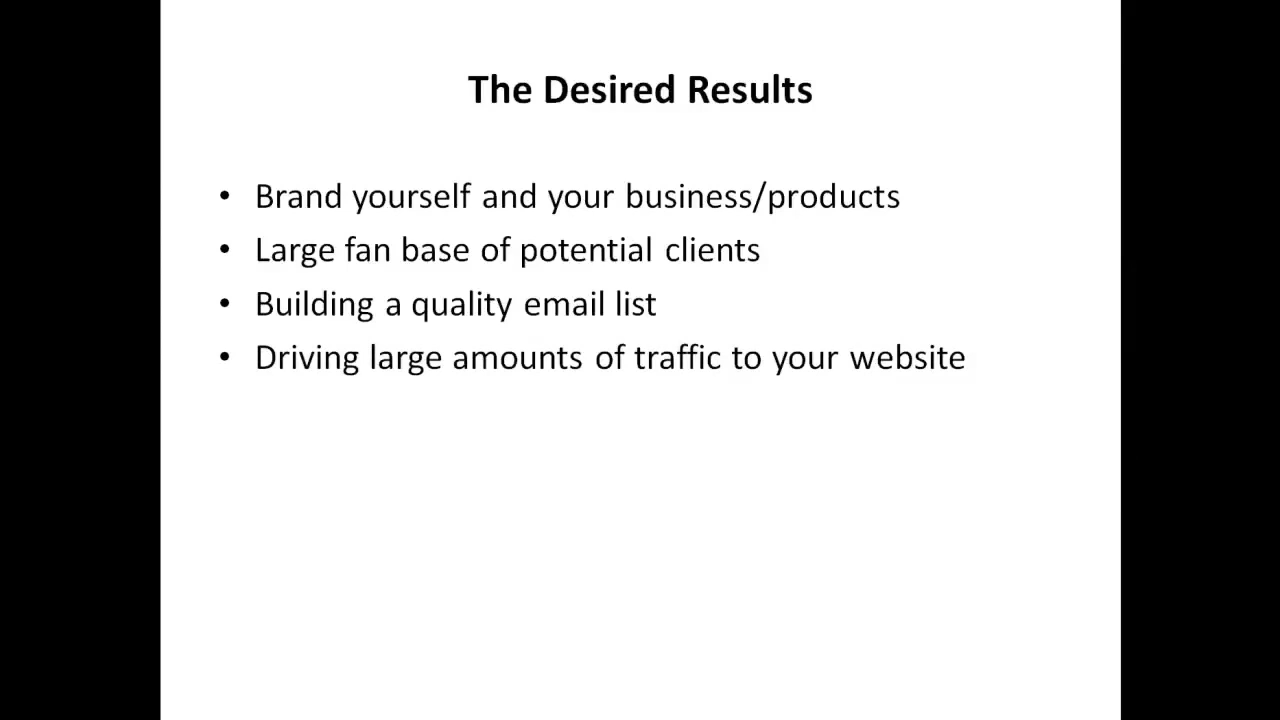 The Desired Results
• Brand yourself and your business/products
• Large fan base of potential clients
• Building a quality email list
• Driving large amounts of traffic to your website